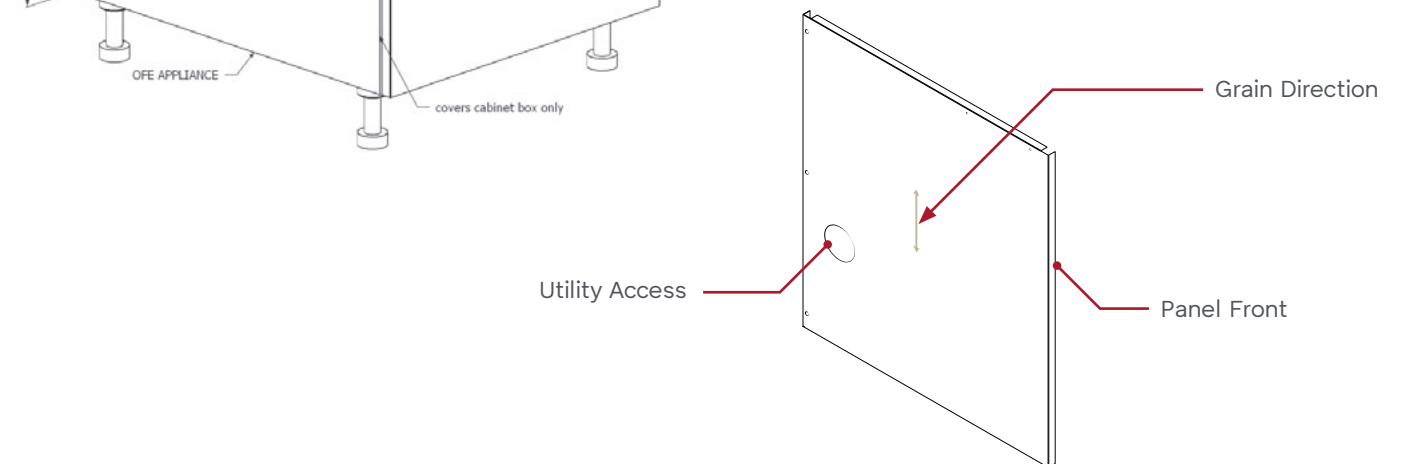 OFE APPLIANCE
covers cabinet box only
Grain Direction
Utility Access
Panel Front